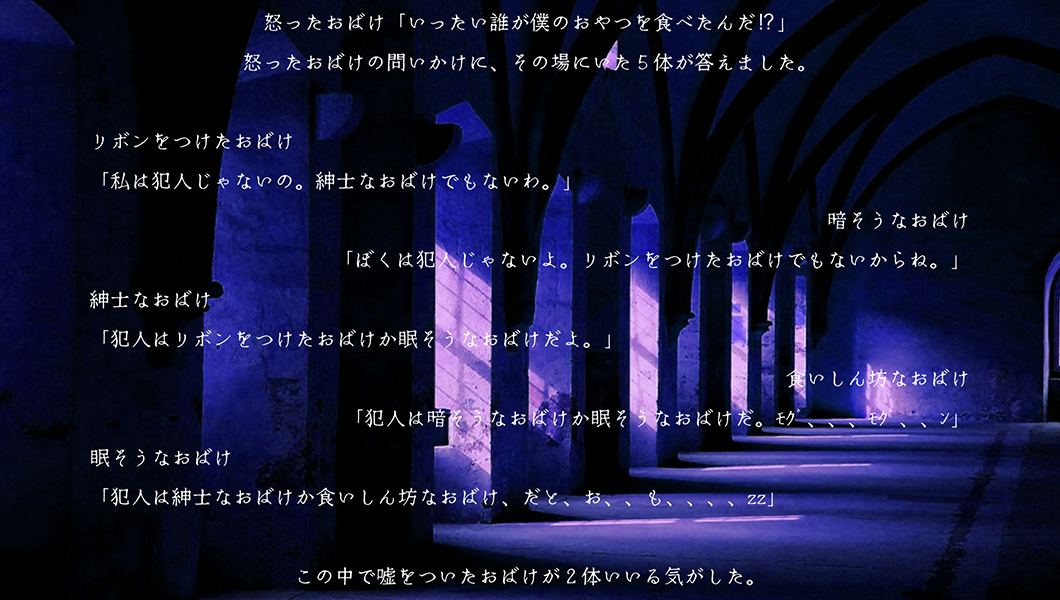 怒ったおばけ「いったい誰が僕のおやつを食べたんだ!?」
怒ったおばけの問いかけに、その場にいた５体が答えました。
リボンをつけたおばけ
「私は犯人じゃないの。紳士なおばけでもないわ。」
暗そうなおばけ
「ぼくは犯人じゃないよ。リボンをつけたおばけでもないからね。」
紳士なおばけ
「犯人はリボンをつけたおばけか眠そうなおばけだよ。」
食いしん坊なおばけ
「犯人は暗そうなおばけか眠そうなおばけだ。ﾓｸﾞ、、、、ﾓｸﾞ、、、ﾝ」
眠そうなおばけ
「犯人は紳士なおばけか食いしん坊なおばけ、だと、お、、も、、、、zz」
この中で嘘をついたおばけが２体いいる気がした。